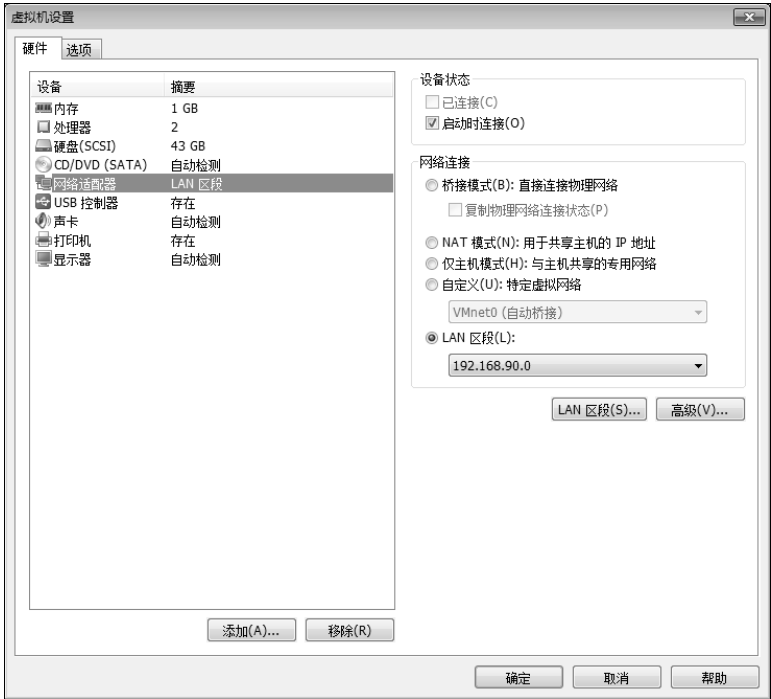 虚拟机设置
硬件 选项
设备 摘要
内存 1 GB
处理器 2
硬盘(SCSI) 43 GB
CD/DVD (SATA) 自动检测
网络适配器 LAN 区段
USB 控制器 存在
声卡 自动检测
打印机 存在
显示器 自动检测
添加(A)... 移除(R)
设备状态
已连接(C)
启动时连接(O)
网络连接
桥接模式(B): 直接连接物理网络
复制物理网络连接状态(P)
NAT 模式(N): 用于共享主机的 IP 地址
仅主机模式(H): 与主机共享的专用网络
自定义(U): 特定虚拟网络
VMnet0 (自动桥接)
LAN 区段(L):
192.168.90.0
LAN 区段(S)... 高级(V)...
确定 取消 帮助